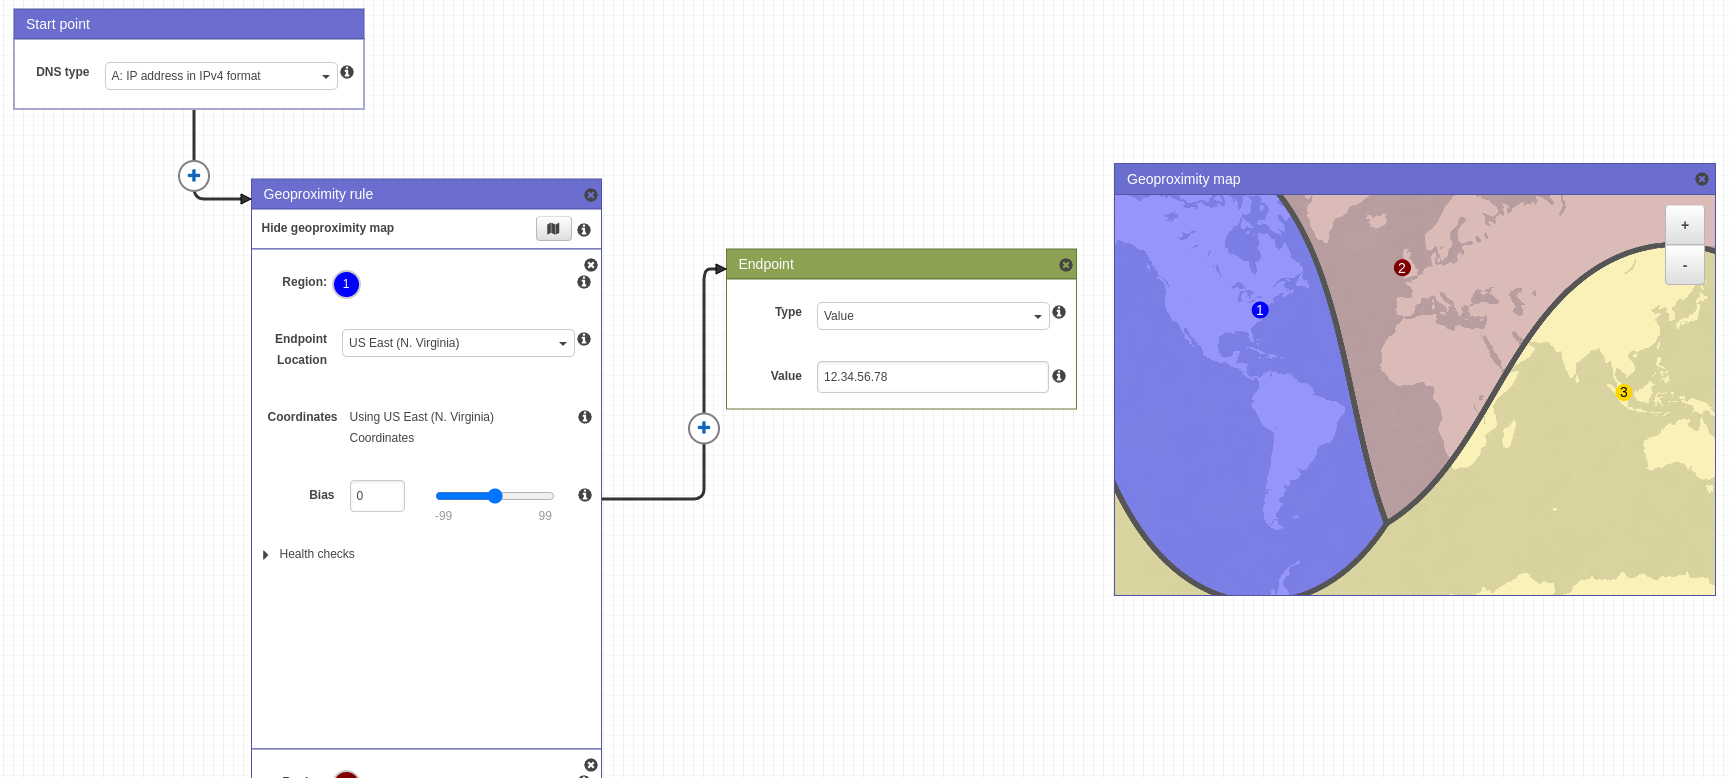 Start point
DNS type
A: IP address in IPv4 format
Geoproximity rule
Hide geoproximity map
Region:
1
Endpoint
Location
US East (N. Virginia)
Coordinates
Using US East (N. Virginia)
Coordinates
Bias
0
-99
99
Health checks
Endpoint
Type
Value
Value
12.34.56.78
Geoproximity map
+
-
1
2
3